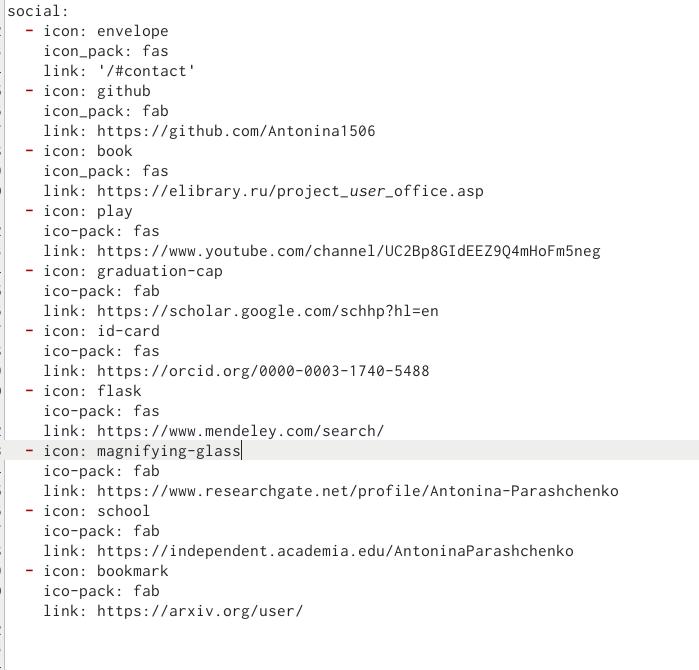 social:
  - icon: envelope
    icon_pack: fas
    link: '/#contact'
  - icon: github
    icon_pack: fab
    link: https://github.com/Antonina1506
  - icon: book
    icon_pack: fas
    link: https://elibrary.ru/project_user_office.asp
  - icon: play
    ico-pack: fas
    link: https://www.youtube.com/channel/UC2Bp8GIdEEZ9Q4mHoFm5neg
  - icon: graduation-cap
    ico-pack: fab
    link: https://scholar.google.com/schhp?hl=en
  - icon: id-card
    ico-pack: fas
    link: https://orcid.org/0000-0003-1740-5488
  - icon: flask
    ico-pack: fas
    link: https://www.mendeley.com/search/
  - icon: magnifying-glass
    ico-pack: fab
    link: https://www.researchgate.net/profile/Antonina-Parashchenko
  - icon: school
    ico-pack: fab
    link: https://independent.academia.edu/AntoninaParashchenko
  - icon: bookmark
    ico-pack: fab
    link: https://arxiv.org/user/